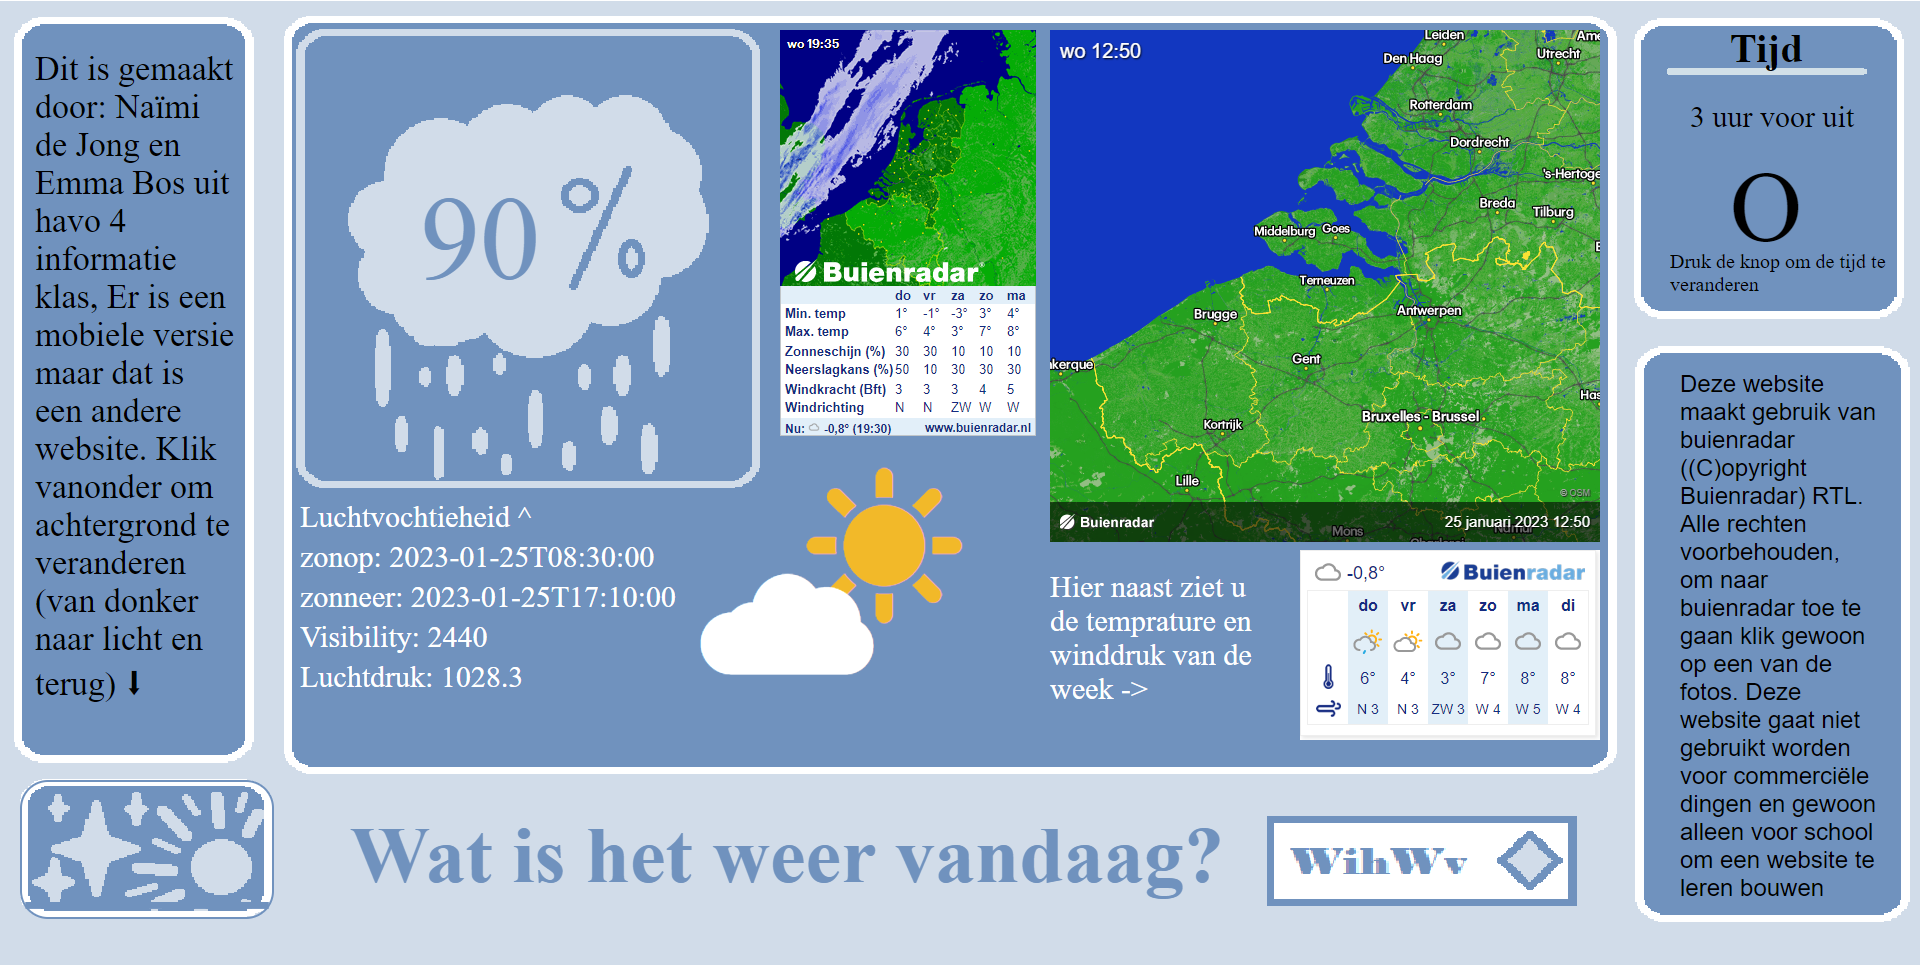 Dit is gemaakt
door: Naïmi
de Jong en
Emma Bos uit
havo 4
informatie
klas, Er is een
mobiele versie
maar dat is
een andere
website. Klik
vanonder om
achtergrond te
veranderen
(van donker
naar licht en
terug) ⬇
90 %
Luchtvochtieheid ^
zonop: 2023-01-25T08:30:00
zonneer: 2023-01-25T17:10:00
Visibility: 2440
Luchtdruk: 1028.3
wo 19:35
Buienradar
do vr za zo ma
Min. temp 1° -1° -3° 3° 4°
Max. temp 6° 4° 3° 7° 8°
Zonneschijn (%) 30 30 10 10 10
Neerslagkans (%) 50 10 30 30 30
Windkracht (Bft) 3 3 3 4 5
Windrichting N N ZW W W
Nu: -0,8° (19:30) www.buienradar.nl
wo 12:50
Leiden
Ame
Den Haag
Utrecht
Rotterdam
Dordrecht
's-Hertoge
Breda
Tilburg
Middelburg
Goes
Terneuzen
Brugge
Antwerpen
Gent
kerque
Has
Bruxelles - Brussel
Kortrijk
Lille
© OSM
Buienradar
25 januari 2023 12:50
Mons
Namur
Hier naast ziet u
de temprature en
winddruk van de
week ->
-0,8° Buienradar
do vr za zo ma di
6° 4° 3° 7° 8° 8°
N 3 N 3 ZW 3 W 4 W 5 W 4
Tijd
3 uur voor uit
O
Druk de knop om de tijd te
veranderen
Deze website
maakt gebruik van
buienradar
((C)opyright
Buienradar) RTL.
Alle rechten
voorbehouden,
om naar
buienradar toe te
gaan klik gewoon
op een van de
fotos. Deze
website gaat niet
gebruikt worden
voor commerciële
dingen en gewoon
alleen voor school
om een website te
leren bouwen
Wat is het weer vandaag?
WihWv